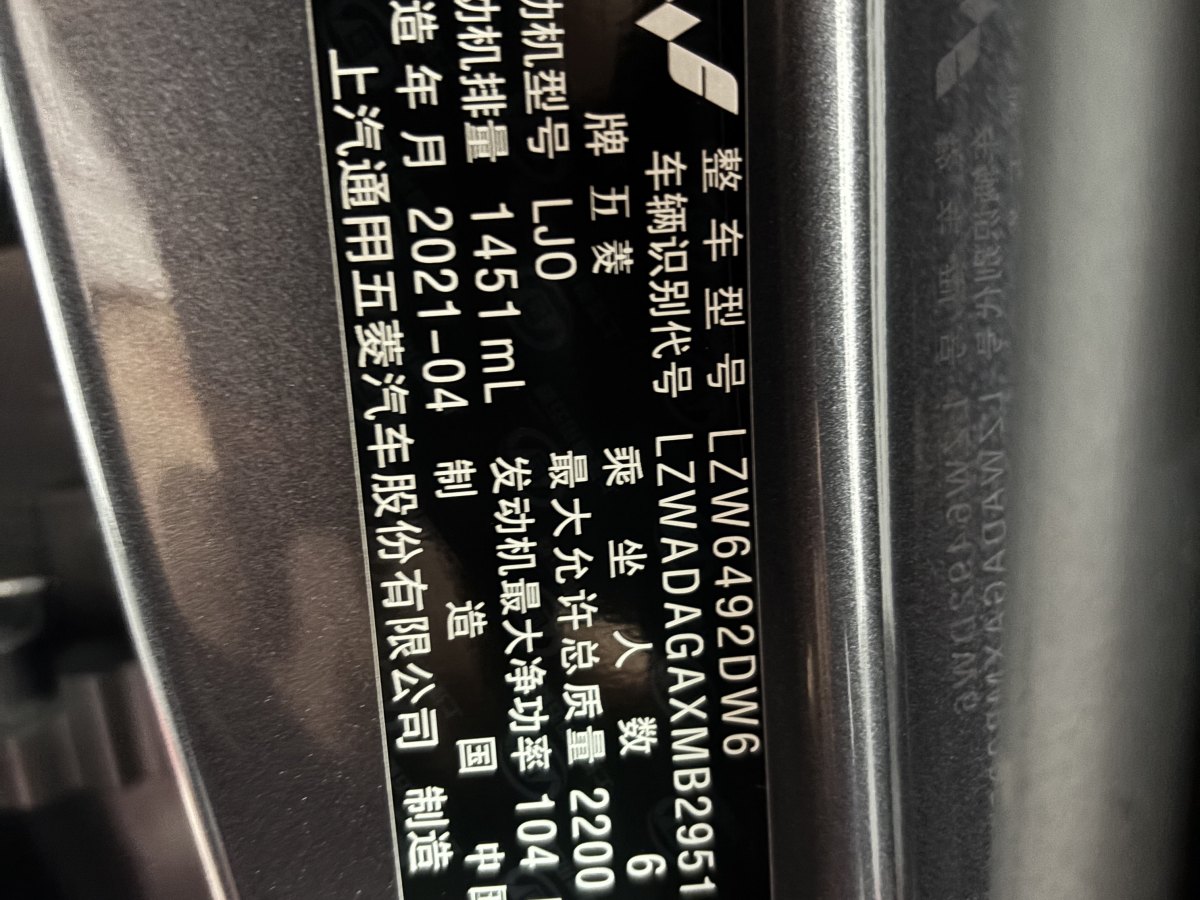 整车型号 LZW6492DW6
车辆识别代号 LZWADAGAXMB2951
牌 五菱 乘坐人数 6
动机型号 LJO 最大允许总质量 2200
动机排量 1451 mL 发动机最大净功率 104
造年月 2021-04 制造国 中国
上汽通用五菱汽车股份有限公司 制造